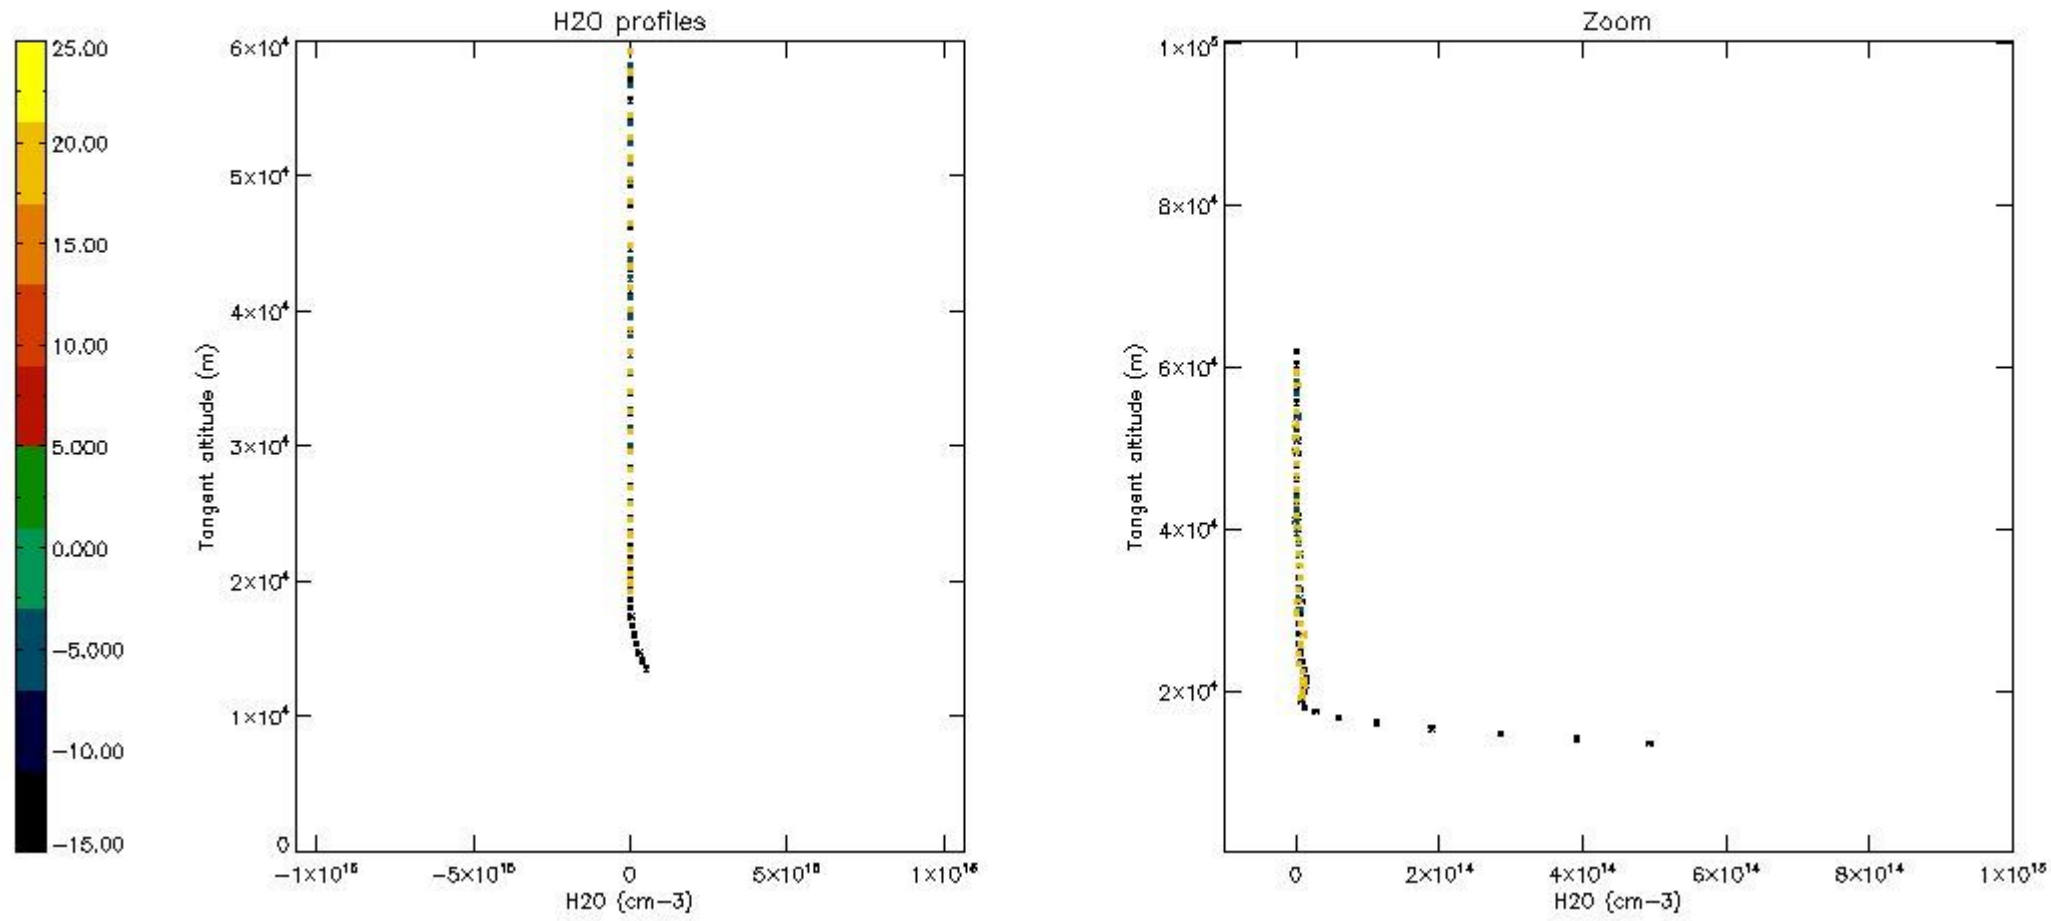 25.00
20.00
15.00
10.00
5.000
0.000
−5.000
−10.00
−15.00
H2O profiles
6×10⁴
5×10⁴
4×10⁴
3×10⁴
2×10⁴
1×10⁴
0
Tangent altitude (m)
−1×10¹⁶ −5×10¹⁵ 0 5×10¹⁵ 1×10¹⁶
H2O (cm−3)
Zoom
1×10⁵
8×10⁴
6×10⁴
4×10⁴
2×10⁴
Tangent altitude (m)
0 2×10¹⁴ 4×10¹⁴ 6×10¹⁴ 8×10¹⁴ 1×10¹⁵
H2O (cm−3)